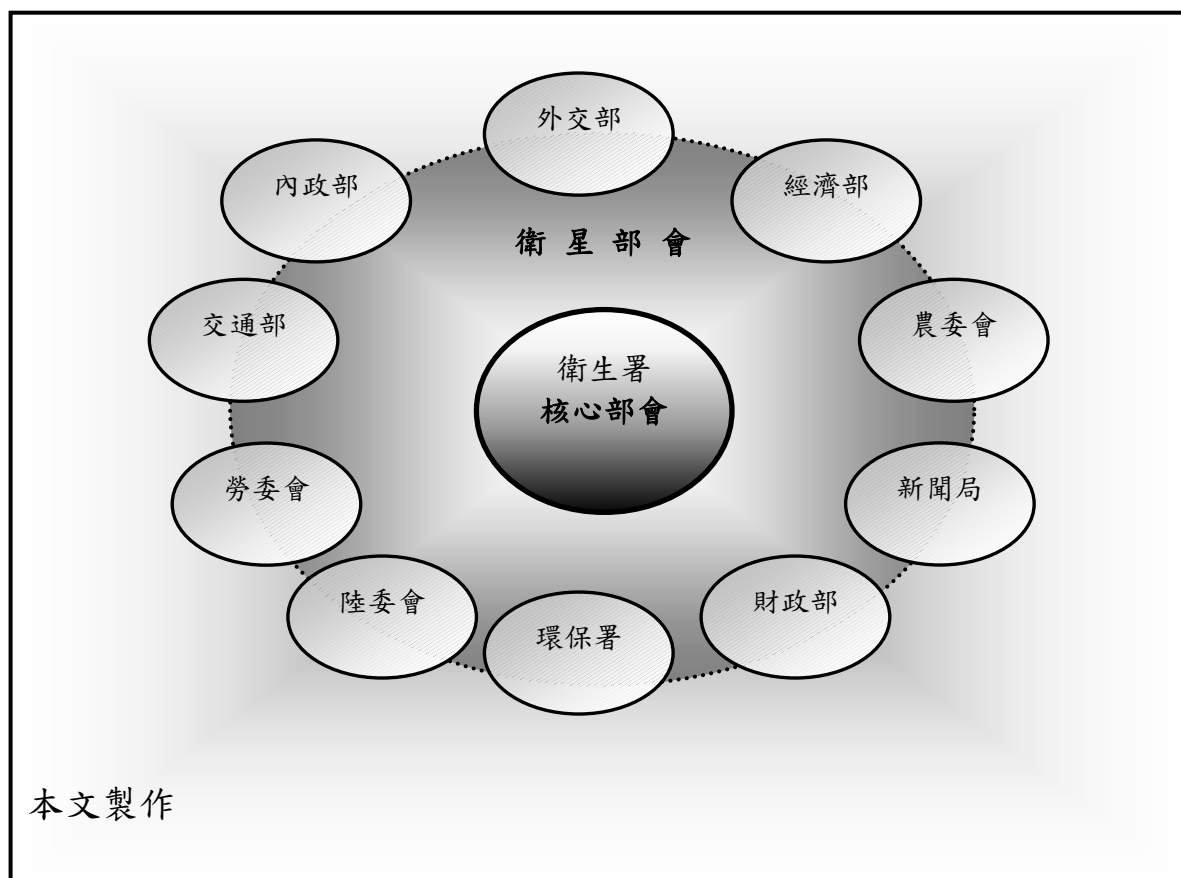 外交部
內政部
經濟部
衛星部會
交通部
農委會
衛生署
核心部會
勞委會
新聞局
陸委會
財政部
環保署
本文製作